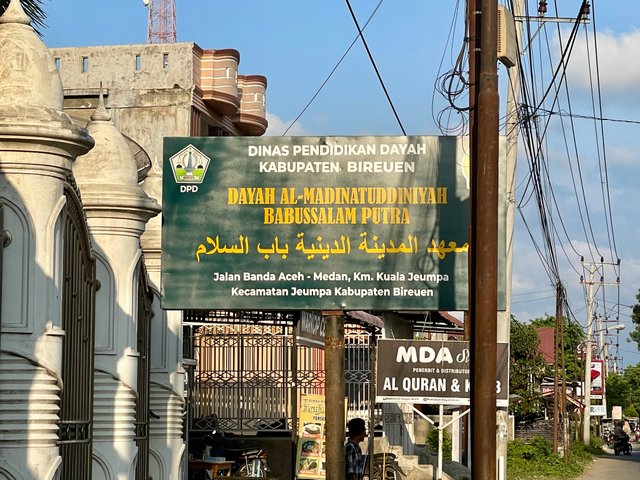 DINAS PENDIDIKAN DAYAH
KABUPATEN BIREUEN
DPD
DAYAH AL-MADINATUDDINIYAH
BABUSSALAM PUTRA
معهد المدينة الدينية باب السلام
Jalan Banda Aceh - Medan, Km. Kuala Jeumpa
Kecamatan Jeumpa Kabupaten Bireuen
MDA
PENERBIT & DISTRIBUTOR
AL QURAN &